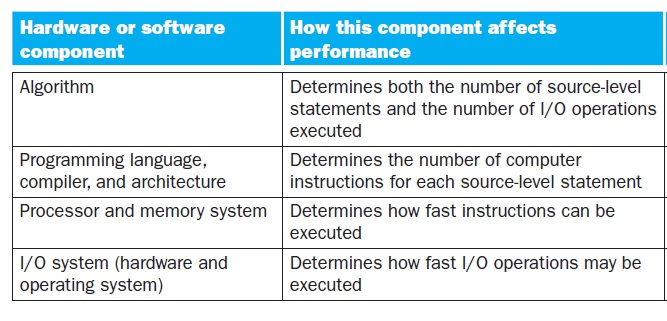 Hardware or software
component
How this component affects
performance
Algorithm
Determines both the number of source-level
statements and the number of I/O operations
executed
Programming language,
compiler, and architecture
Determines the number of computer
instructions for each source-level statement
Processor and memory system
Determines how fast instructions can be
executed
I/O system (hardware and
operating system)
Determines how fast I/O operations may be
executed